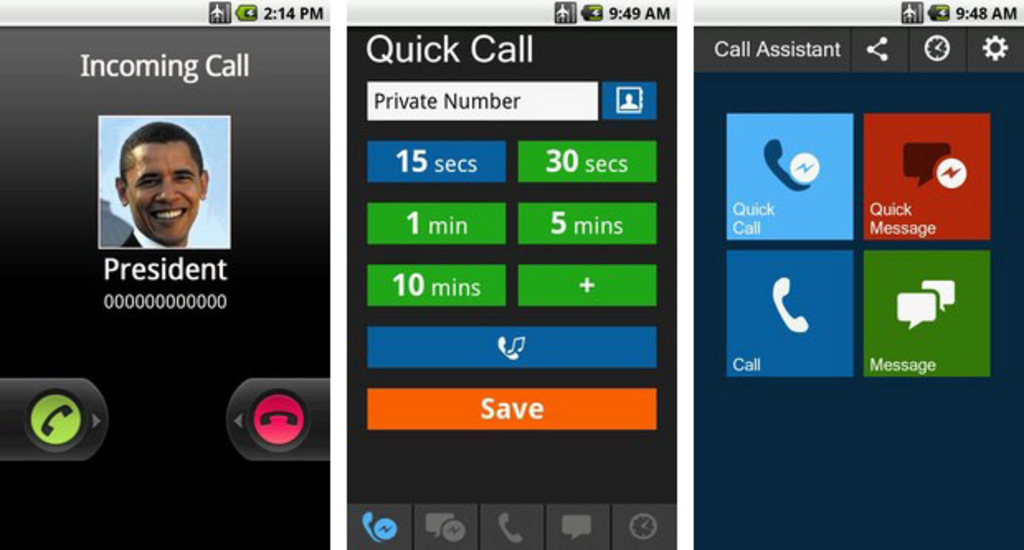 2:14 PM
Incoming Call
President
000000000000
9:49 AM
Quick Call
Private Number
15 secs
30 secs
1 min
5 mins
10 mins
+
Save
9:48 AM
Call Assistant
Quick
Call
Quick
Message
Call
Message